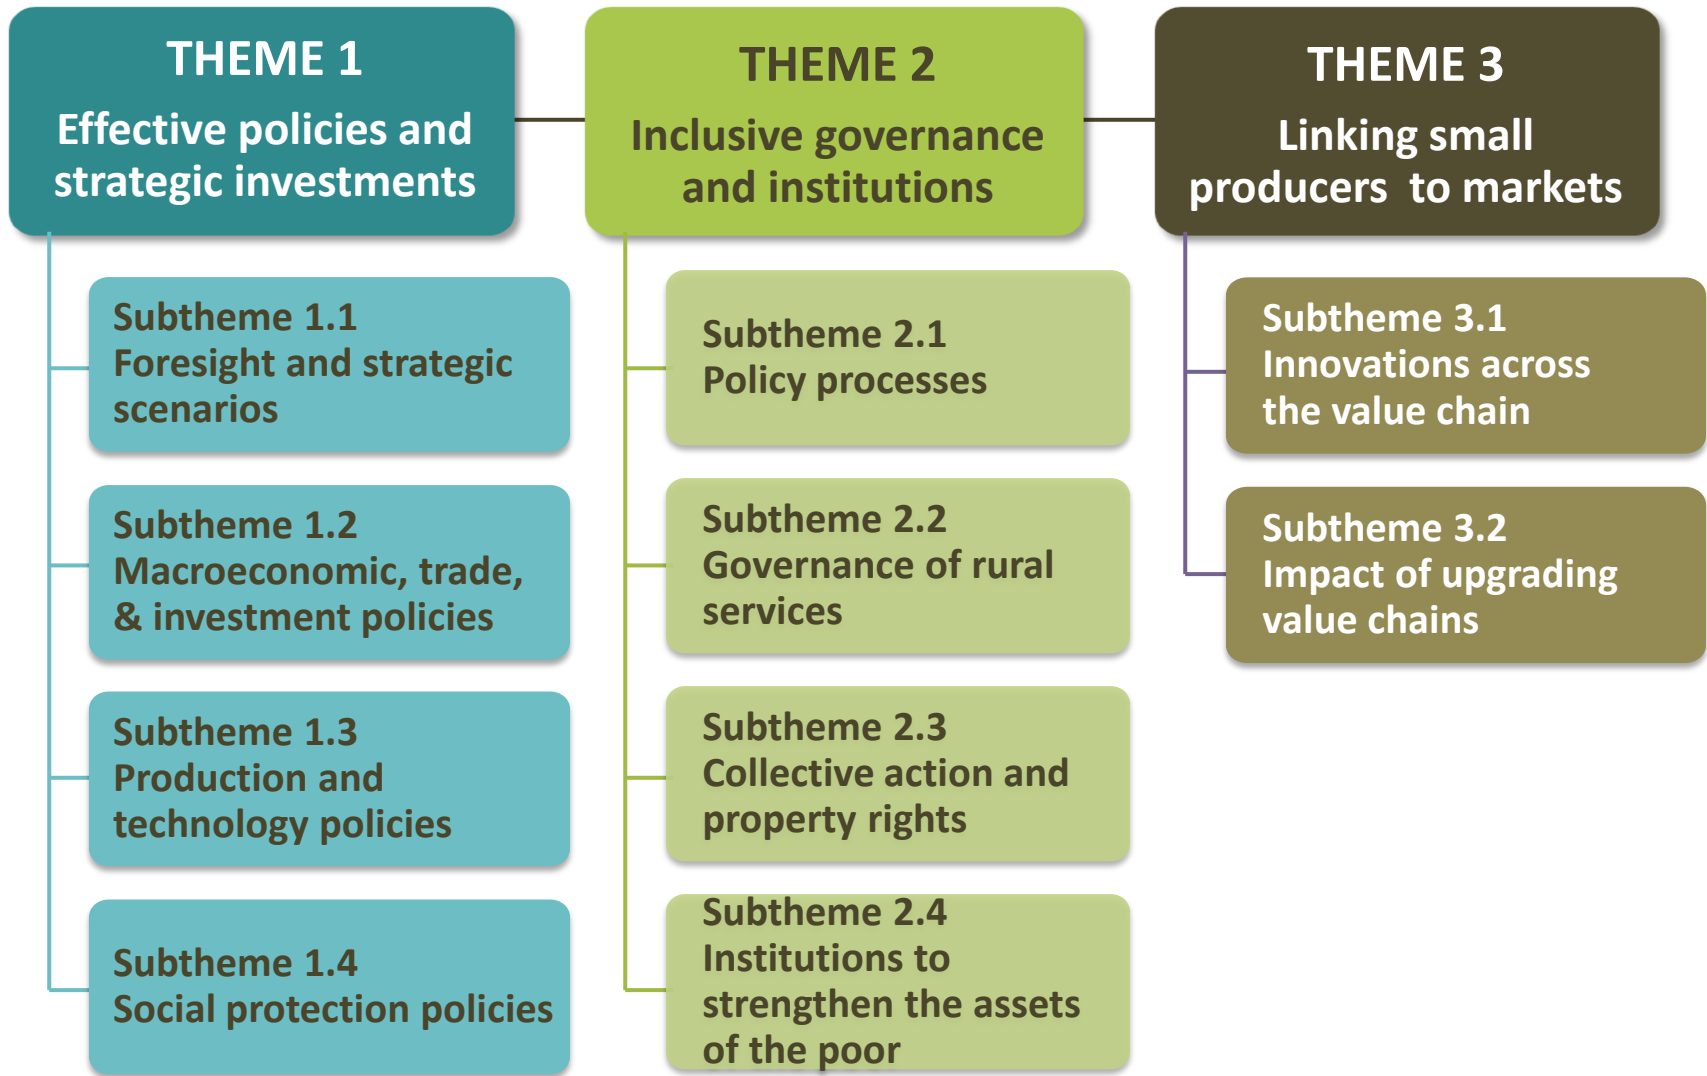 THEME 1
Effective policies and
strategic investments
Subtheme 1.1
Foresight and strategic
scenarios
Subtheme 1.2
Macroeconomic, trade,
& investment policies
Subtheme 1.3
Production and
technology policies
Subtheme 1.4
Social protection policies
THEME 2
Inclusive governance
and institutions
Subtheme 2.1
Policy processes
Subtheme 2.2
Governance of rural
services
Subtheme 2.3
Collective action and
property rights
Subtheme 2.4
Institutions to
strengthen the assets
of the poor
THEME 3
Linking small
producers to markets
Subtheme 3.1
Innovations across
the value chain
Subtheme 3.2
Impact of upgrading
value chains